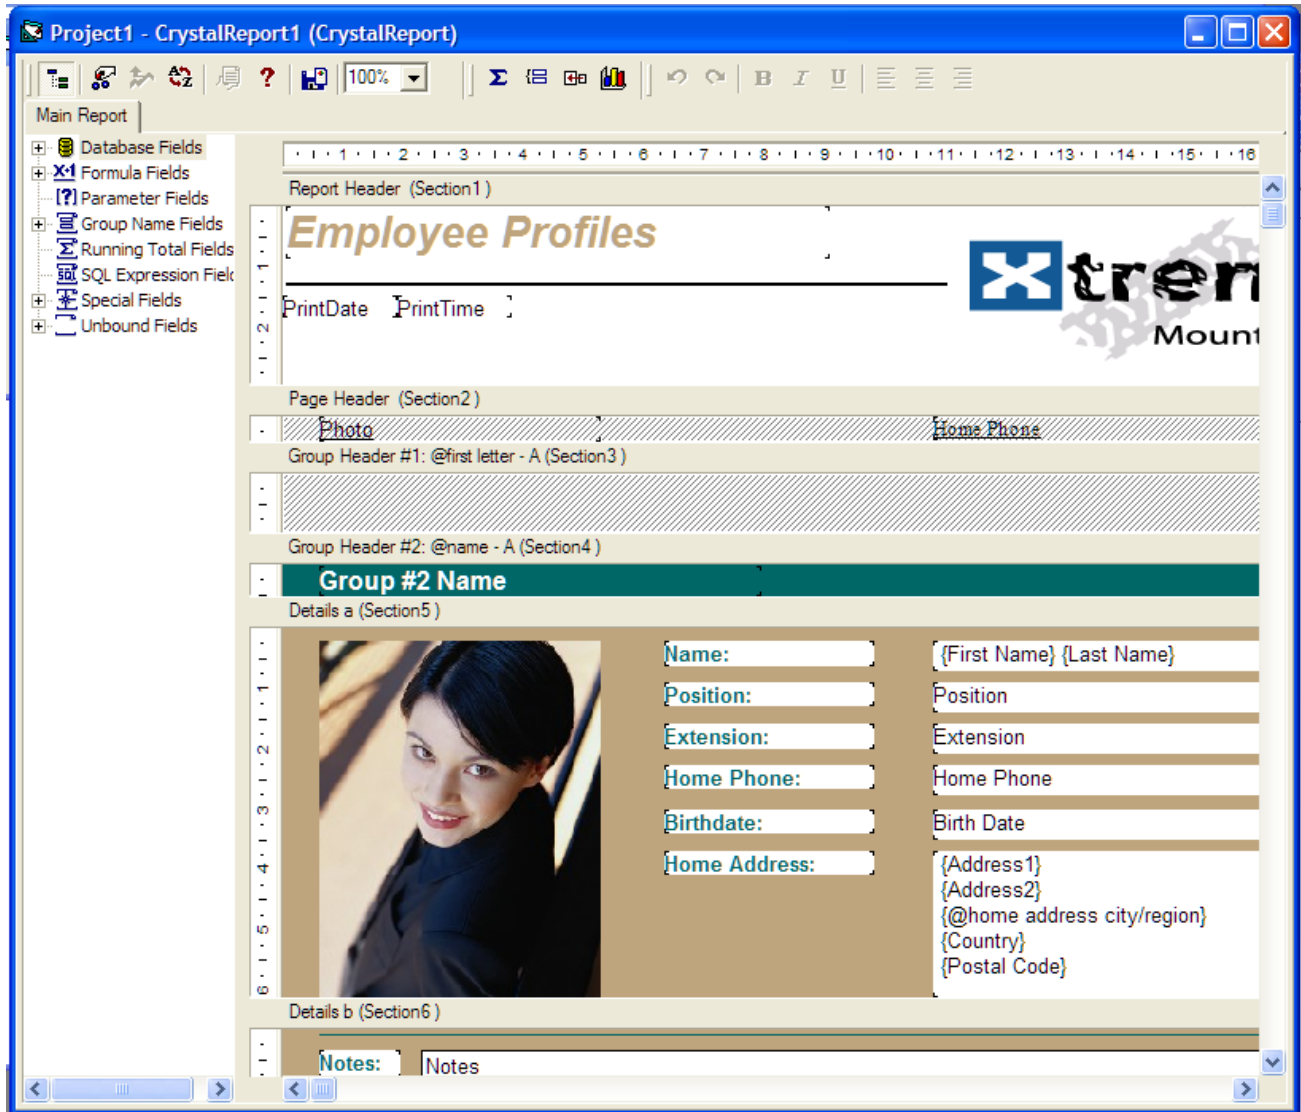 Project1 - CrystalReport1 (CrystalReport)
100%
B I U
Main Report
Database Fields
Formula Fields
Parameter Fields
Group Name Fields
Running Total Fields
SQL Expression Field
Special Fields
Unbound Fields
1 2 3 4 5 6 7 8 9 10 11 12 13 14 15 16
Report Header (Section1)
Employee Profiles
PrintDate PrintTime
Xtrem
Mount
Page Header (Section2)
Photo Home Phone
Group Header #1: @first letter - A (Section3)
Group Header #2: @name - A (Section4)
Group #2 Name
Details a (Section5)
Name: {First Name} {Last Name}
Position: Position
Extension: Extension
Home Phone: Home Phone
Birthdate: Birth Date
Home Address: {Address1}
{Address2}
{@home address city/region}
{Country}
{Postal Code}
Details b (Section6)
Notes: Notes